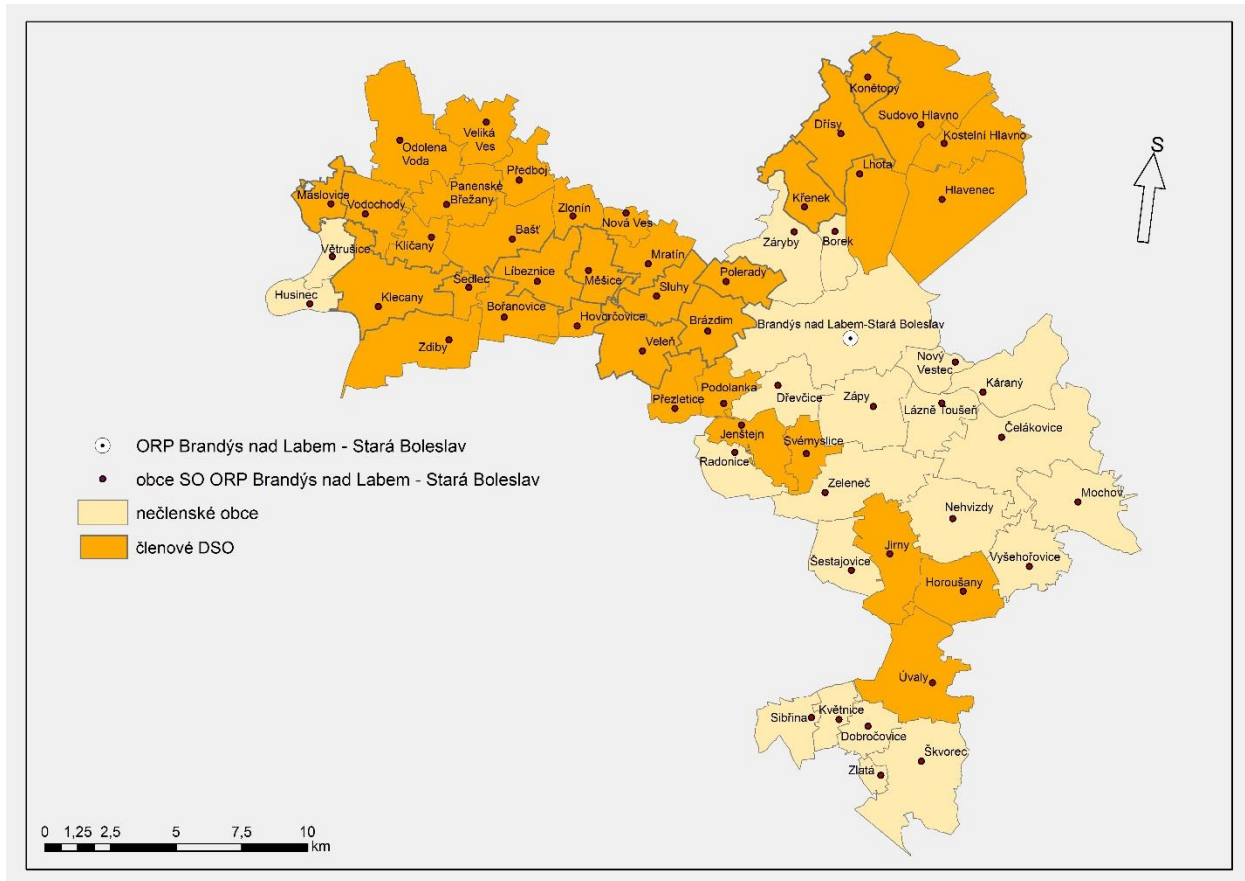 Konětopy
Dřísy
Sudovo Hlavno
Kostelní Hlavno
Veliká
Ves
Odolena
Voda
S
Lhota
Předboj
Panenské
Břežany
Máslovice
Vodochody
Hlavenec
Křenek
Zlonín
Nová Ves
Klíčany
Bašť
Záryby
Borek
Větrušice
Mratín
Líbeznice
Měšice
Polerady
Sedlec
Sluhy
Husinec
Klecany
Bořanovice
Hovorčovice
Brázdim
Brandýs nad Labem-Stará Boleslav
Zdiby
Veleň
Nový
Vestec
Káraný
Dřevčice
Podolanka
Přezletice
Zápy
Lázně Toušeň
Čelákovice
Jenštejn
Svémyslice
Radonice
Zeleneč
Mochov
Nehvizdy
Jirny
Šestajovice
Vyšehořovice
Horoušany
Úvaly
Sibřina
Květnice
Dobročovice
Škvorec
Zlatá
ORP Brandýs nad Labem - Stará Boleslav
obce SO ORP Brandýs nad Labem - Stará Boleslav
nečlenské obce
členové DSO
0 1,25 2,5 5 7,5 10
km